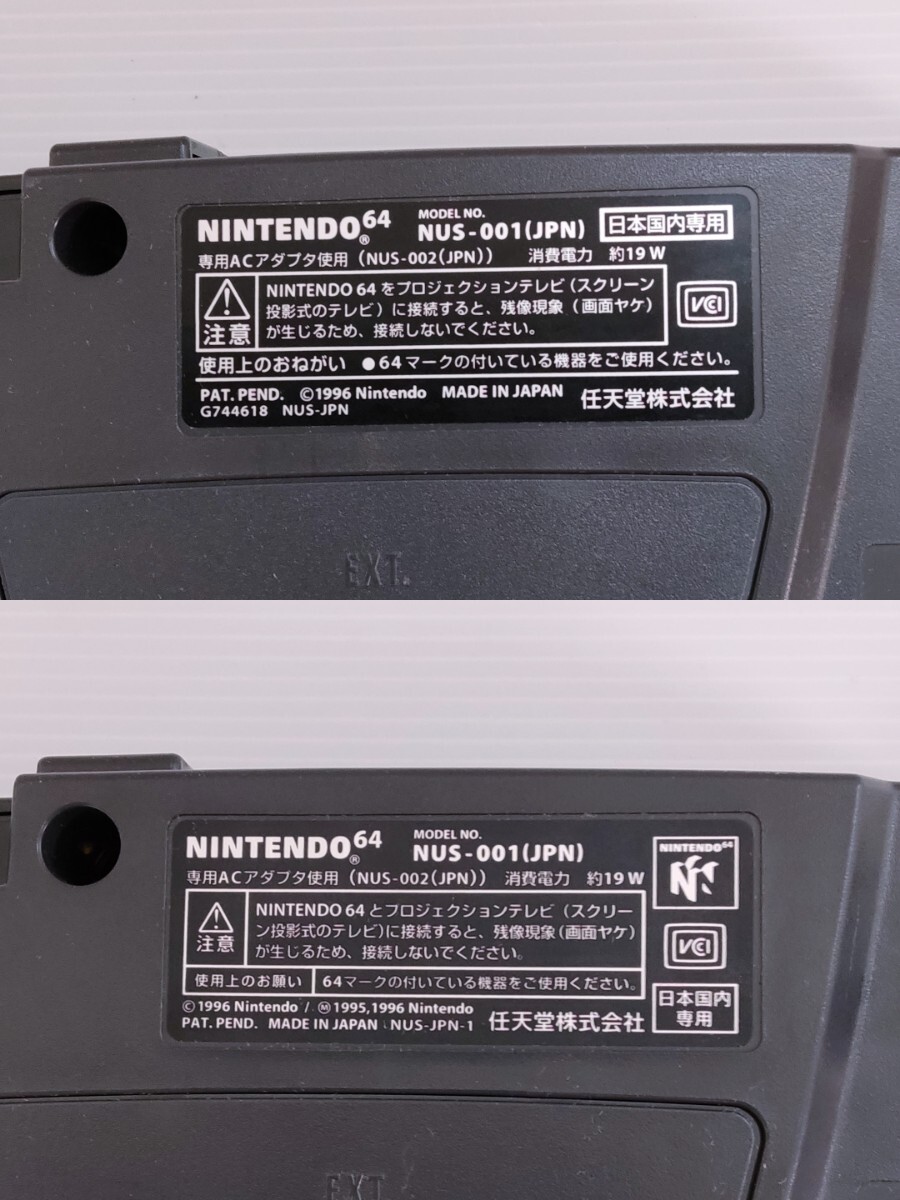 NINTENDO64® MODEL NO. NUS-001(JPN) 日本国内専用
専用ACアダプタ使用（NUS-002(JPN)） 消費電力 約19W
注意
NINTENDO 64 をプロジェクションテレビ（スクリーン
投影式のテレビ）に接続すると、残像現象（画面ヤケ）
が生じるため、接続しないでください。
VCCI
使用上のおねがい ●64マークの付いている機器をご使用ください。
PAT. PEND. ©1996 Nintendo MADE IN JAPAN 任天堂株式会社
G744618 NUS-JPN
EXT.
NINTENDO64® MODEL NO. NUS-001(JPN)
専用ACアダプタ使用（NUS-002(JPN)） 消費電力 約19W
NINTENDO64
注意
NINTENDO 64 とプロジェクションテレビ（スクリー
ン投影式のテレビ)に接続すると、残像現象（画面ヤケ）
が生じるため、接続しないでください。
VCCI
使用上のお願い 64マークの付いている機器をご使用ください。
©1996 Nintendo / Ⓜ1995,1996 Nintendo
PAT. PEND. MADE IN JAPAN NUS-JPN-1 任天堂株式会社
日本国内
専用
EXT